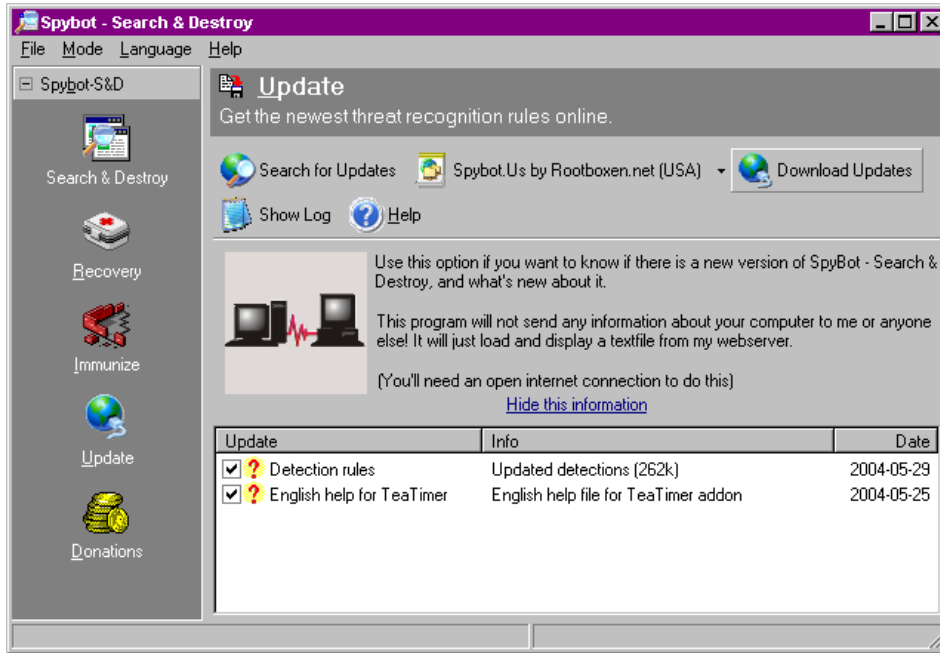 Spybot - Search & Destroy
File Mode Language Help
Spybot-S&D
Search & Destroy
Recovery
Immunize
Update
Donations
Update
Get the newest threat recognition rules online.
Search for Updates Spybot.Us by Rootboxen.net (USA) Download Updates
Show Log Help
Use this option if you want to know if there is a new version of SpyBot - Search &
Destroy, and what's new about it.
This program will not send any information about your computer to me or anyone
else! It will just load and display a textfile from my webserver.
(You'll need an open internet connection to do this)
Hide this information
Update Info Date
Detection rules Updated detections (262k) 2004-05-29
English help for TeaTimer English help file for TeaTimer addon 2004-05-25